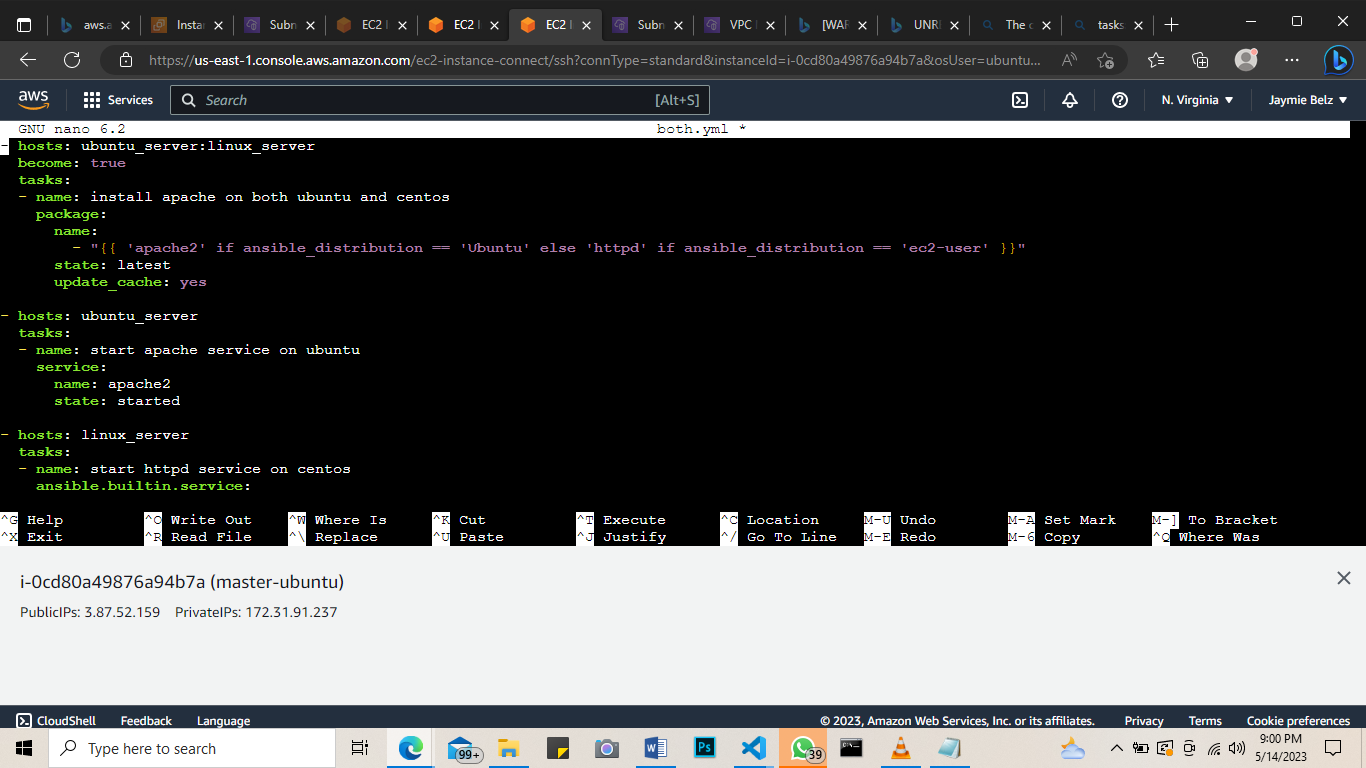 aws.a
Insta
Subn
EC2 I
EC2 I
EC2 I
Subn
VPC
[WAR
UNRE
The c
tasks
https://us-east-1.console.aws.amazon.com/ec2-instance-connect/ssh?connType=standard&instanceId=i-0cd80a49876a94b7a&osUser=ubuntu...
aws Services Search [Alt+S] N. Virginia Jaymie Belz
GNU nano 6.2 both.yml *
- hosts: ubuntu_server:linux_server
become: true
tasks:
- name: install apache on both ubuntu and centos
package:
name:
- "{{ 'apache2' if ansible_distribution == 'Ubuntu' else 'httpd' if ansible_distribution == 'ec2-user' }}"
state: latest
update_cache: yes
- hosts: ubuntu_server
tasks:
- name: start apache service on ubuntu
service:
name: apache2
state: started
- hosts: linux_server
tasks:
- name: start httpd service on centos
ansible.builtin.service:
^G Help ^O Write Out ^W Where Is ^K Cut ^T Execute ^C Location M-U Undo M-A Set Mark M-] To Bracket
^X Exit ^R Read File ^\ Replace ^U Paste ^J Justify ^/ Go To Line M-E Redo M-6 Copy ^Q Where Was
i-0cd80a49876a94b7a (master-ubuntu)
PublicIPs: 3.87.52.159 PrivateIPs: 172.31.91.237
CloudShell Feedback Language © 2023, Amazon Web Services, Inc. or its affiliates. Privacy Terms Cookie preferences
Type here to search 99+ Ps 39 9:00 PM
5/14/2023